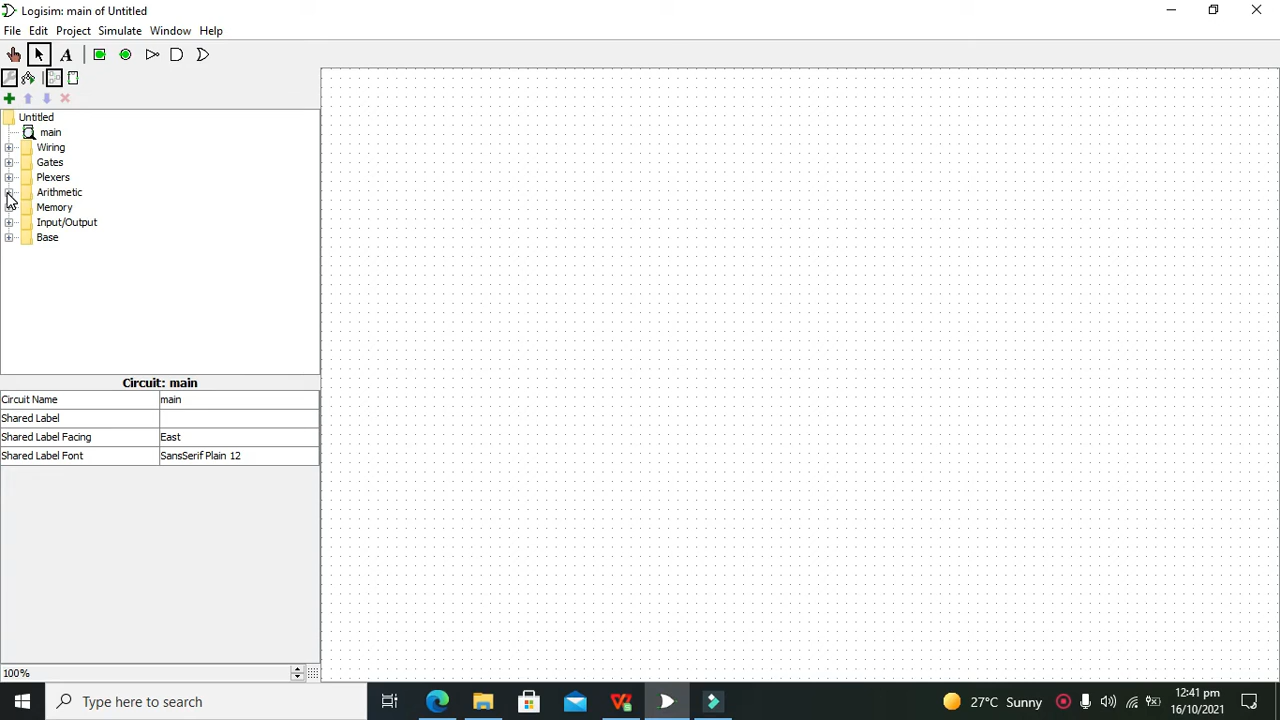 Logisim: main of Untitled
File Edit Project Simulate Window Help
A
Untitled
main
Wiring
Gates
Plexers
Arithmetic
Memory
Input/Output
Base
Circuit: main
Circuit Name main
Shared Label
Shared Label Facing East
Shared Label Font SansSerif Plain 12
100%
Type here to search
27°C Sunny
12:41 pm
16/10/2021